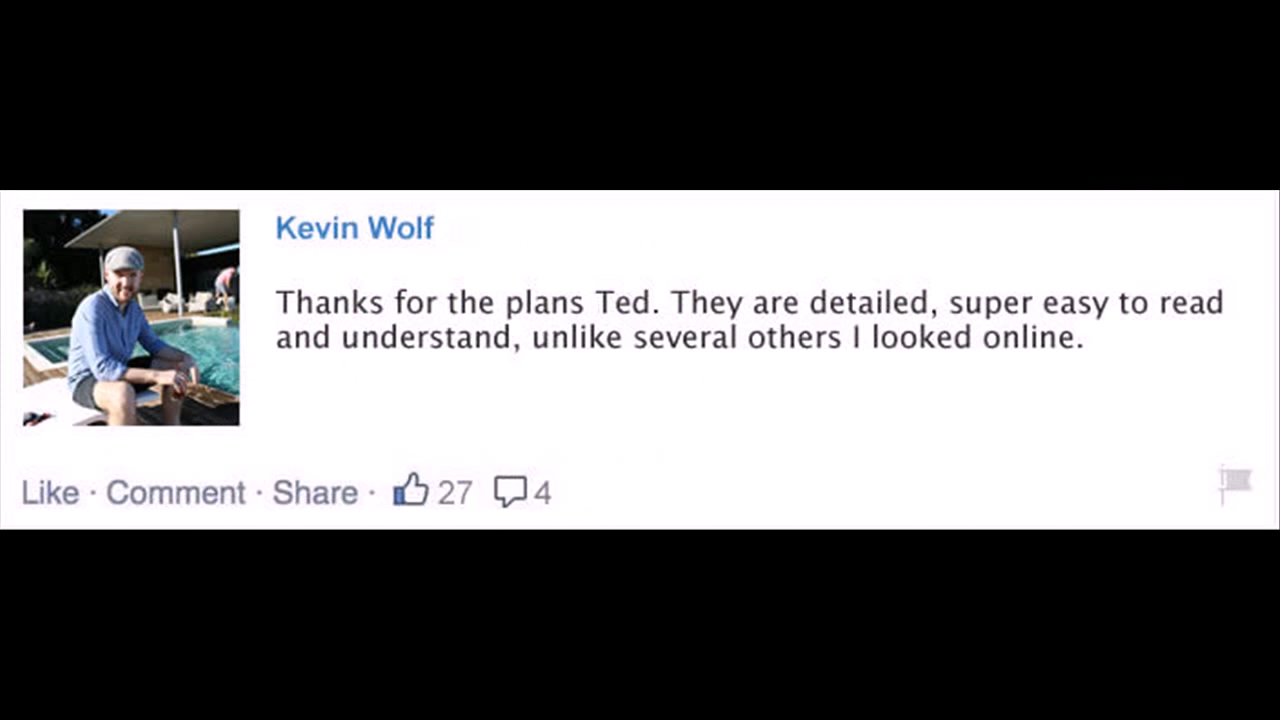 Kevin Wolf
Thanks for the plans Ted. They are detailed, super easy to read
and understand, unlike several others I looked online.
Like · Comment · Share · 27 4